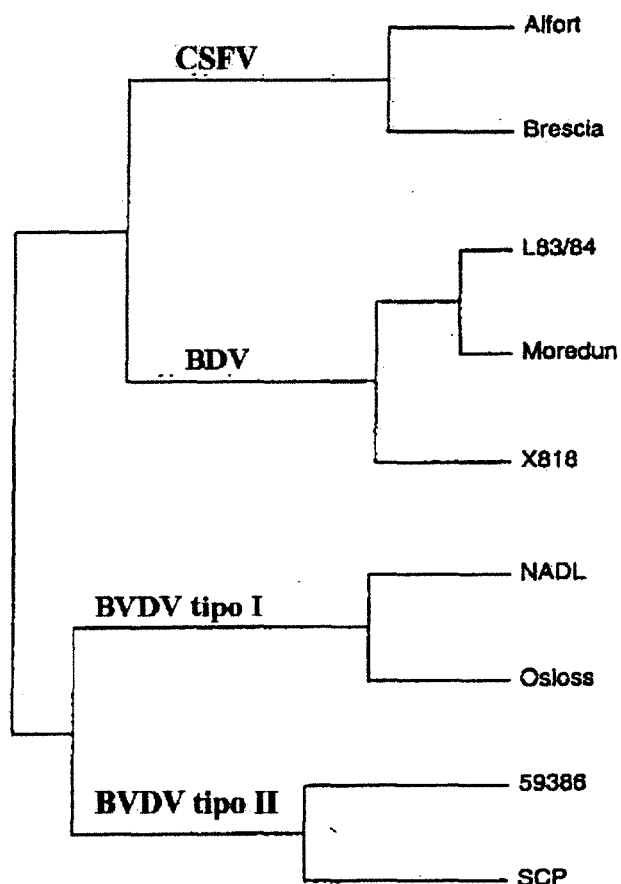 Alfort
CSFV
Brescia
L83/84
Moredun
BDV
X818
NADL
BVDV tipo I
Osloss
59386
BVDV tipo II
SCP